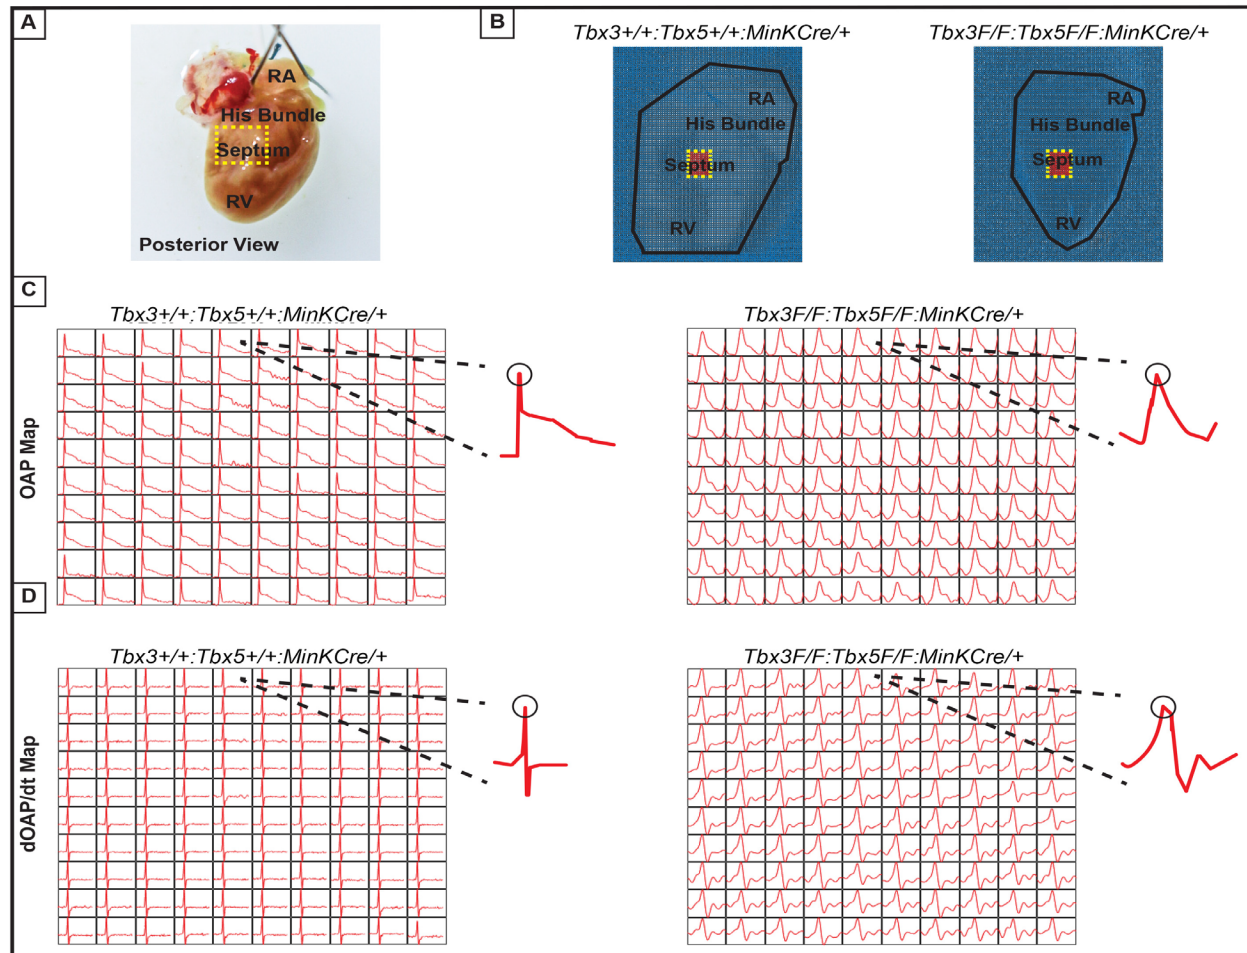 A
RA
His Bundle
Septum
RV
Posterior View
B
Tbx3+/+:Tbx5+/+:MinKCre/+
RA
His Bundle
Septum
RV
Tbx3F/F:Tbx5F/F:MinKCre/+
RA
His Bundle
Septum
RV
C
OAP Map
Tbx3+/+:Tbx5+/+:MinKCre/+
Tbx3F/F:Tbx5F/F:MinKCre/+
D
dOAP/dt Map
Tbx3+/+:Tbx5+/+:MinKCre/+
Tbx3F/F:Tbx5F/F:MinKCre/+